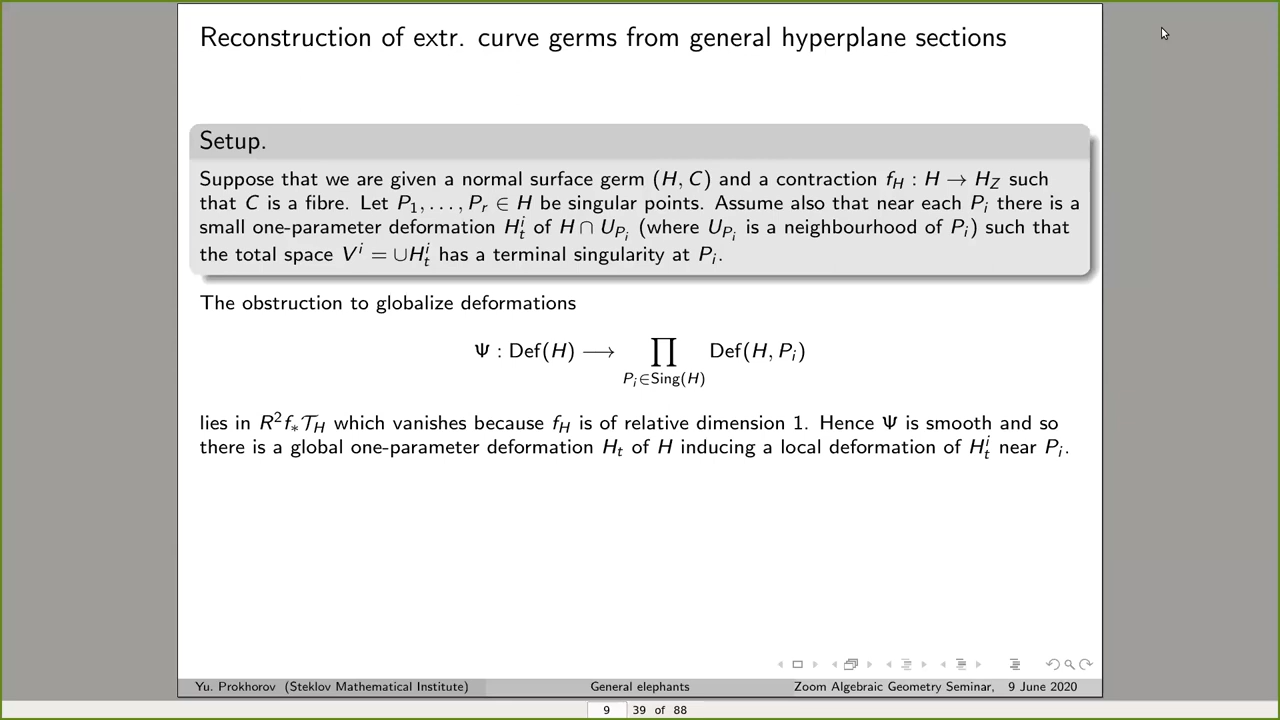 Reconstruction of extr. curve germs from general hyperplane sections
Setup.
Suppose that we are given a normal surface germ (H, C) and a contraction f_H : H → H_Z such
that C is a fibre. Let P_1, . . . , P_r ∈ H be singular points. Assume also that near each P_i there is a
small one-parameter deformation H_t^i of H ∩ U_{P_i} (where U_{P_i} is a neighbourhood of P_i) such that
the total space V^i = ∪H_t^i has a terminal singularity at P_i.
The obstruction to globalize deformations
Ψ : Def(H) ⟶ ∏_{P_i∈Sing(H)} Def(H, P_i)
lies in R^2f_*𝒯_H which vanishes because f_H is of relative dimension 1. Hence Ψ is smooth and so
there is a global one-parameter deformation H_t of H inducing a local deformation of H_t^i near P_i.
Yu. Prokhorov (Steklov Mathematical Institute) General elephants Zoom Algebraic Geometry Seminar, 9 June 2020
9 39 of 88